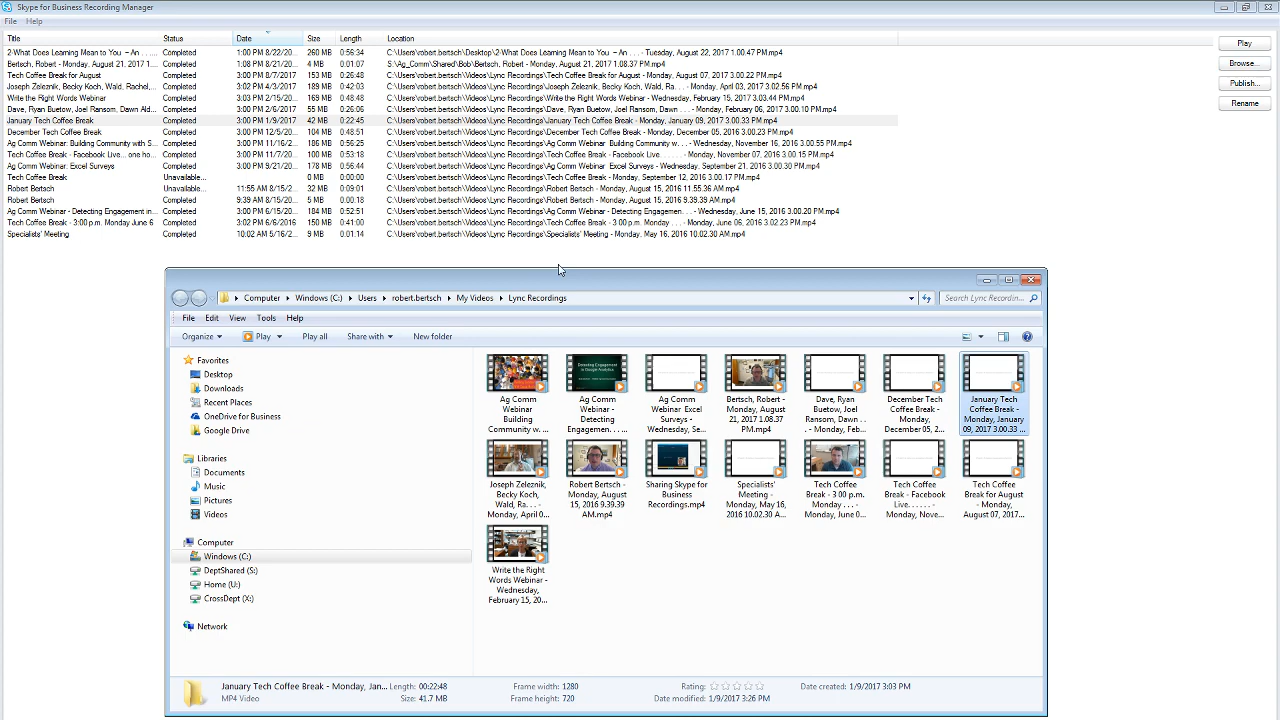 Skype for Business Recording Manager
File Help
Title Status Date Size Length Location
2-What Does Learning Mean to You – An . . ... Completed 1:00 PM 8/22/20... 260 MB 0:56:34 C:\Users\robert.bertsch\Desktop\2-What Does Learning Mean to You – An . . . - Tuesday, August 22, 2017 1.00.47 PM.mp4
Bertsch, Robert - Monday, August 21, 2017 1... Completed 1:08 PM 8/21/20... 4 MB 0:01:07 S:\Ag_Comm\Shared\Bob\Bertsch, Robert - Monday, August 21, 2017 1.08.37 PM.mp4
Tech Coffee Break for August Completed 3:00 PM 8/7/2017 153 MB 0:26:48 C:\Users\robert.bertsch\Videos\Lync Recordings\Tech Coffee Break for August - Monday, August 07, 2017 3.00.22 PM.mp4
Joseph Zeleznik, Becky Koch, Wald, Rachel,... Completed 3:02 PM 4/3/2017 189 MB 0:42:03 C:\Users\robert.bertsch\Videos\Lync Recordings\Joseph Zeleznik, Becky Koch, Wald, Ra. . . - Monday, April 03, 2017 3.02.56 PM.mp4
Write the Right Words Webinar Completed 3:03 PM 2/15/20... 169 MB 0:48:48 C:\Users\robert.bertsch\Videos\Lync Recordings\Write the Right Words Webinar - Wednesday, February 15, 2017 3.03.44 PM.mp4
Dave, Ryan Buetow, Joel Ransom, Dawn Ald... Completed 3:00 PM 2/6/2017 55 MB 0:26:06 C:\Users\robert.bertsch\Videos\Lync Recordings\Dave, Ryan Buetow, Joel Ransom, Dawn . . . - Monday, February 06, 2017 3.00.10 PM.mp4
January Tech Coffee Break Completed 3:00 PM 1/9/2017 42 MB 0:22:45 C:\Users\robert.bertsch\Videos\Lync Recordings\January Tech Coffee Break - Monday, January 09, 2017 3.00.33 PM.mp4
December Tech Coffee Break Completed 3:00 PM 12/5/20... 104 MB 0:48:51 C:\Users\robert.bertsch\Videos\Lync Recordings\December Tech Coffee Break - Monday, December 05, 2016 3.00.23 PM.mp4
Ag Comm Webinar: Building Community with S... Completed 3:00 PM 11/16/2... 186 MB 0:56:25 C:\Users\robert.bertsch\Videos\Lync Recordings\Ag Comm Webinar Building Community w. . . - Wednesday, November 16, 2016 3.00.55 PM.mp4
Tech Coffee Break - Facebook Live... one ho... Completed 3:00 PM 11/7/20... 100 MB 0:53:18 C:\Users\robert.bertsch\Videos\Lync Recordings\Tech Coffee Break - Facebook Live. . . . . . - Monday, November 07, 2016 3.00.15 PM.mp4
Ag Comm Webinar: Excel Surveys Completed 3:00 PM 9/21/20... 178 MB 0:56:44 C:\Users\robert.bertsch\Videos\Lync Recordings\Ag Comm Webinar Excel Surveys - Wednesday, September 21, 2016 3.00.30 PM.mp4
Tech Coffee Break Unavailable... 0 MB 0:00:00 C:\Users\robert.bertsch\Videos\Lync Recordings\Tech Coffee Break - Monday, September 12, 2016 3.00.17 PM.mp4
Robert Bertsch Unavailable... 11:55 AM 8/15/2... 32 MB 0:09:01 C:\Users\robert.bertsch\Videos\Lync Recordings\Robert Bertsch - Monday, August 15, 2016 11.55.36 AM.mp4
Robert Bertsch Completed 9:39 AM 8/15/20... 5 MB 0:00:18 C:\Users\robert.bertsch\Videos\Lync Recordings\Robert Bertsch - Monday, August 15, 2016 9.39.39 AM.mp4
Ag Comm Webinar - Detecting Engagement in... Completed 3:00 PM 6/15/20... 184 MB 0:52:51 C:\Users\robert.bertsch\Videos\Lync Recordings\Ag Comm Webinar - Detecting Engagemen. . . - Wednesday, June 15, 2016 3.00.20 PM.mp4
Tech Coffee Break - 3:00 p.m. Monday June 6 Completed 3:02 PM 6/6/2016 150 MB 0:41:00 C:\Users\robert.bertsch\Videos\Lync Recordings\Tech Coffee Break - 3 00 p.m. Monday . . . - Monday, June 06, 2016 3.02.23 PM.mp4
Specialists' Meeting Completed 10:02 AM 5/16/2... 9 MB 0:01:14 C:\Users\robert.bertsch\Videos\Lync Recordings\Specialists' Meeting - Monday, May 16, 2016 10.02.30 AM.mp4
Play
Browse...
Publish...
Rename
Computer Windows (C:) Users robert.bertsch My Videos Lync Recordings Search Lync Recordin...
File Edit View Tools Help
Organize Play Play all Share with New folder
Favorites
Desktop
Downloads
Recent Places
OneDrive for Business
Google Drive
Libraries
Documents
Music
Pictures
Videos
Computer
Windows (C:)
DeptShared (S:)
Home (U:)
CrossDept (X:)
Network
Detecting Engagement
in Google Analytics
Ag Comm
Webinar
Building
Community w. ...
Ag Comm
Webinar -
Detecting
Engagemen. ...
Ag Comm
Webinar Excel
Surveys -
Wednesday, Se...
Bertsch, Robert -
Monday, August
21, 2017 1.08.37
PM.mp4
Dave, Ryan
Buetow, Joel
Ransom, Dawn . .
. - Monday, Feb...
December Tech
Coffee Break -
Monday,
December 05, 2...
January Tech
Coffee Break -
Monday, January
09, 2017 3.00.33 ...
Joseph Zeleznik,
Becky Koch,
Wald, Ra. . . -
Monday, April 0...
Robert Bertsch -
Monday, August
15, 2016 9.39.39
AM.mp4
Sharing Skype for
Business
Recordings.mp4
Specialists'
Meeting -
Monday, May 16,
2016 10.02.30 A...
Tech Coffee
Break - 3 00 p.m.
Monday . . . -
Monday, June 0...
Tech Coffee
Break - Facebook
Live. . . . . . -
Monday, Nove...
Tech Coffee
Break for August
- Monday,
August 07, 2017...
Write the Right
Words Webinar -
Wednesday,
February 15, 20...
January Tech Coffee Break - Monday, Jan... Length: 00:22:48 Frame width: 1280 Rating: Date created: 1/9/2017 3:03 PM
MP4 Video Size: 41.7 MB Frame height: 720 Date modified: 1/9/2017 3:26 PM